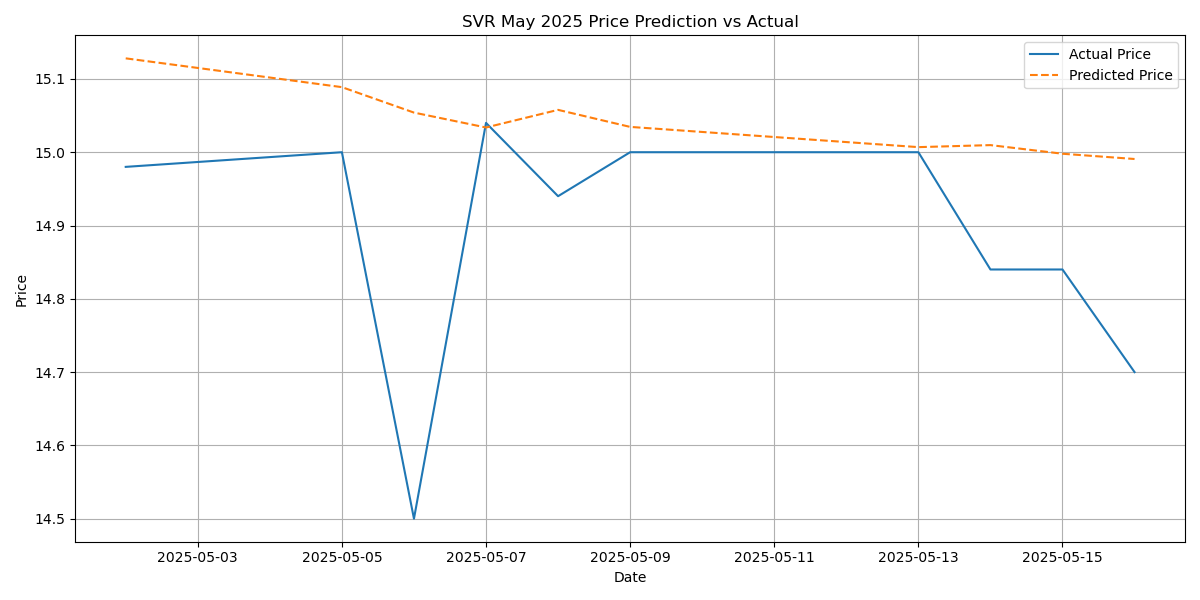 SVR May 2025 Price Prediction vs Actual
Actual Price
Predicted Price
Price
15.1
15.0
14.9
14.8
14.7
14.6
14.5
2025-05-03 2025-05-05 2025-05-07 2025-05-09 2025-05-11 2025-05-13 2025-05-15
Date